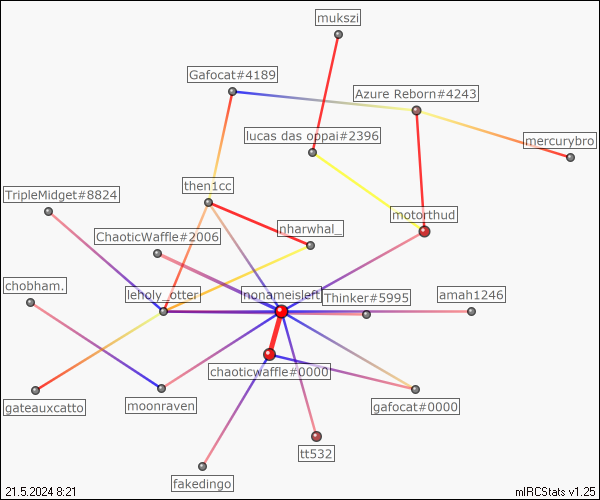 mukszi
Gafocat#4189
Azure Reborn#4243
lucas das oppai#2396
mercurybro
then1cc
TripleMidget#8824
motorthud
nharwhal_
ChaoticWaffle#2006
chobham.
leholy_otter
nonameisleft
Thinker#5995
amah1246
chaoticwaffle#0000
gateauxcatto
moonraven
gafocat#0000
tt532
fakedingo
21.5.2024 8:21
mIRCStats v1.25